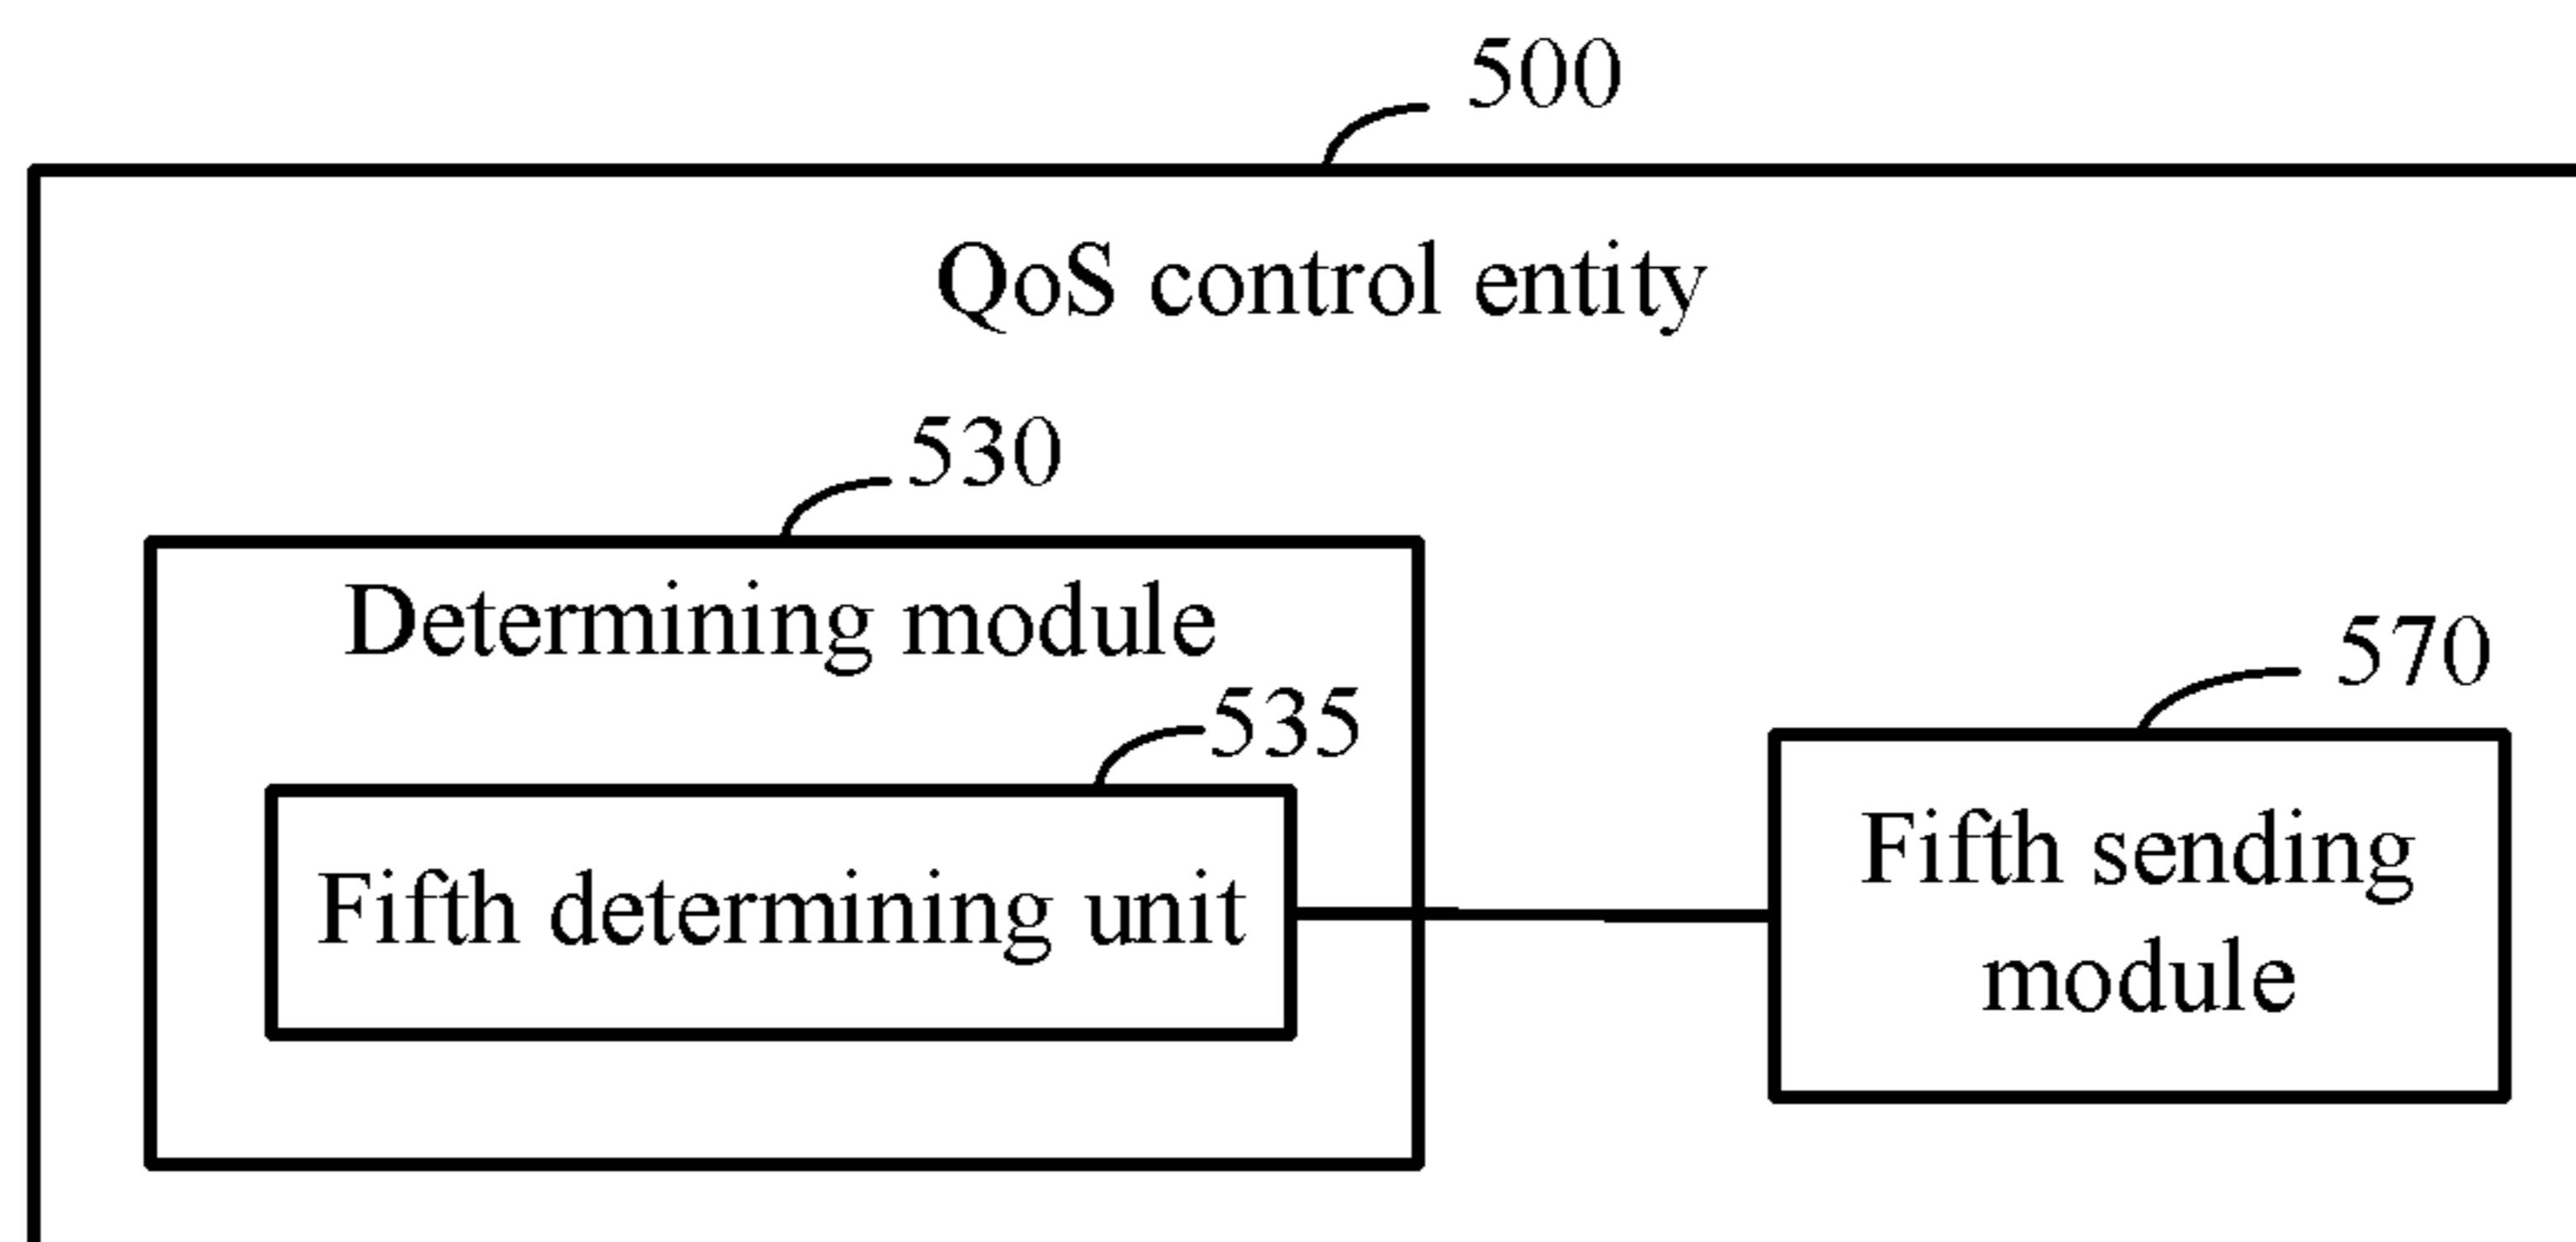 500
QoS control entity
530
Determining module
535
570
Fifth determining unit
Fifth sending
module